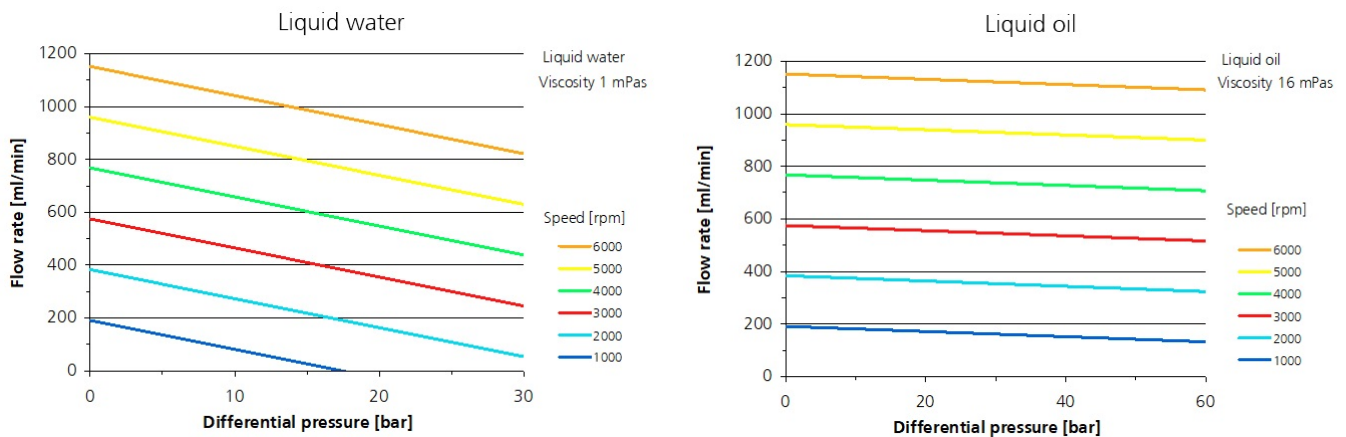 Liquid water
Liquid water
Viscosity 1 mPas
Flow rate [ml/min]
1200
1000
800
600
400
200
0
0 10 20 30
Differential pressure [bar]
Speed [rpm]
6000
5000
4000
3000
2000
1000
Liquid oil
Liquid oil
Viscosity 16 mPas
Flow rate [ml/min]
1200
1000
800
600
400
200
0
0 20 40 60
Differential pressure [bar]
Speed [rpm]
6000
5000
4000
3000
2000
1000